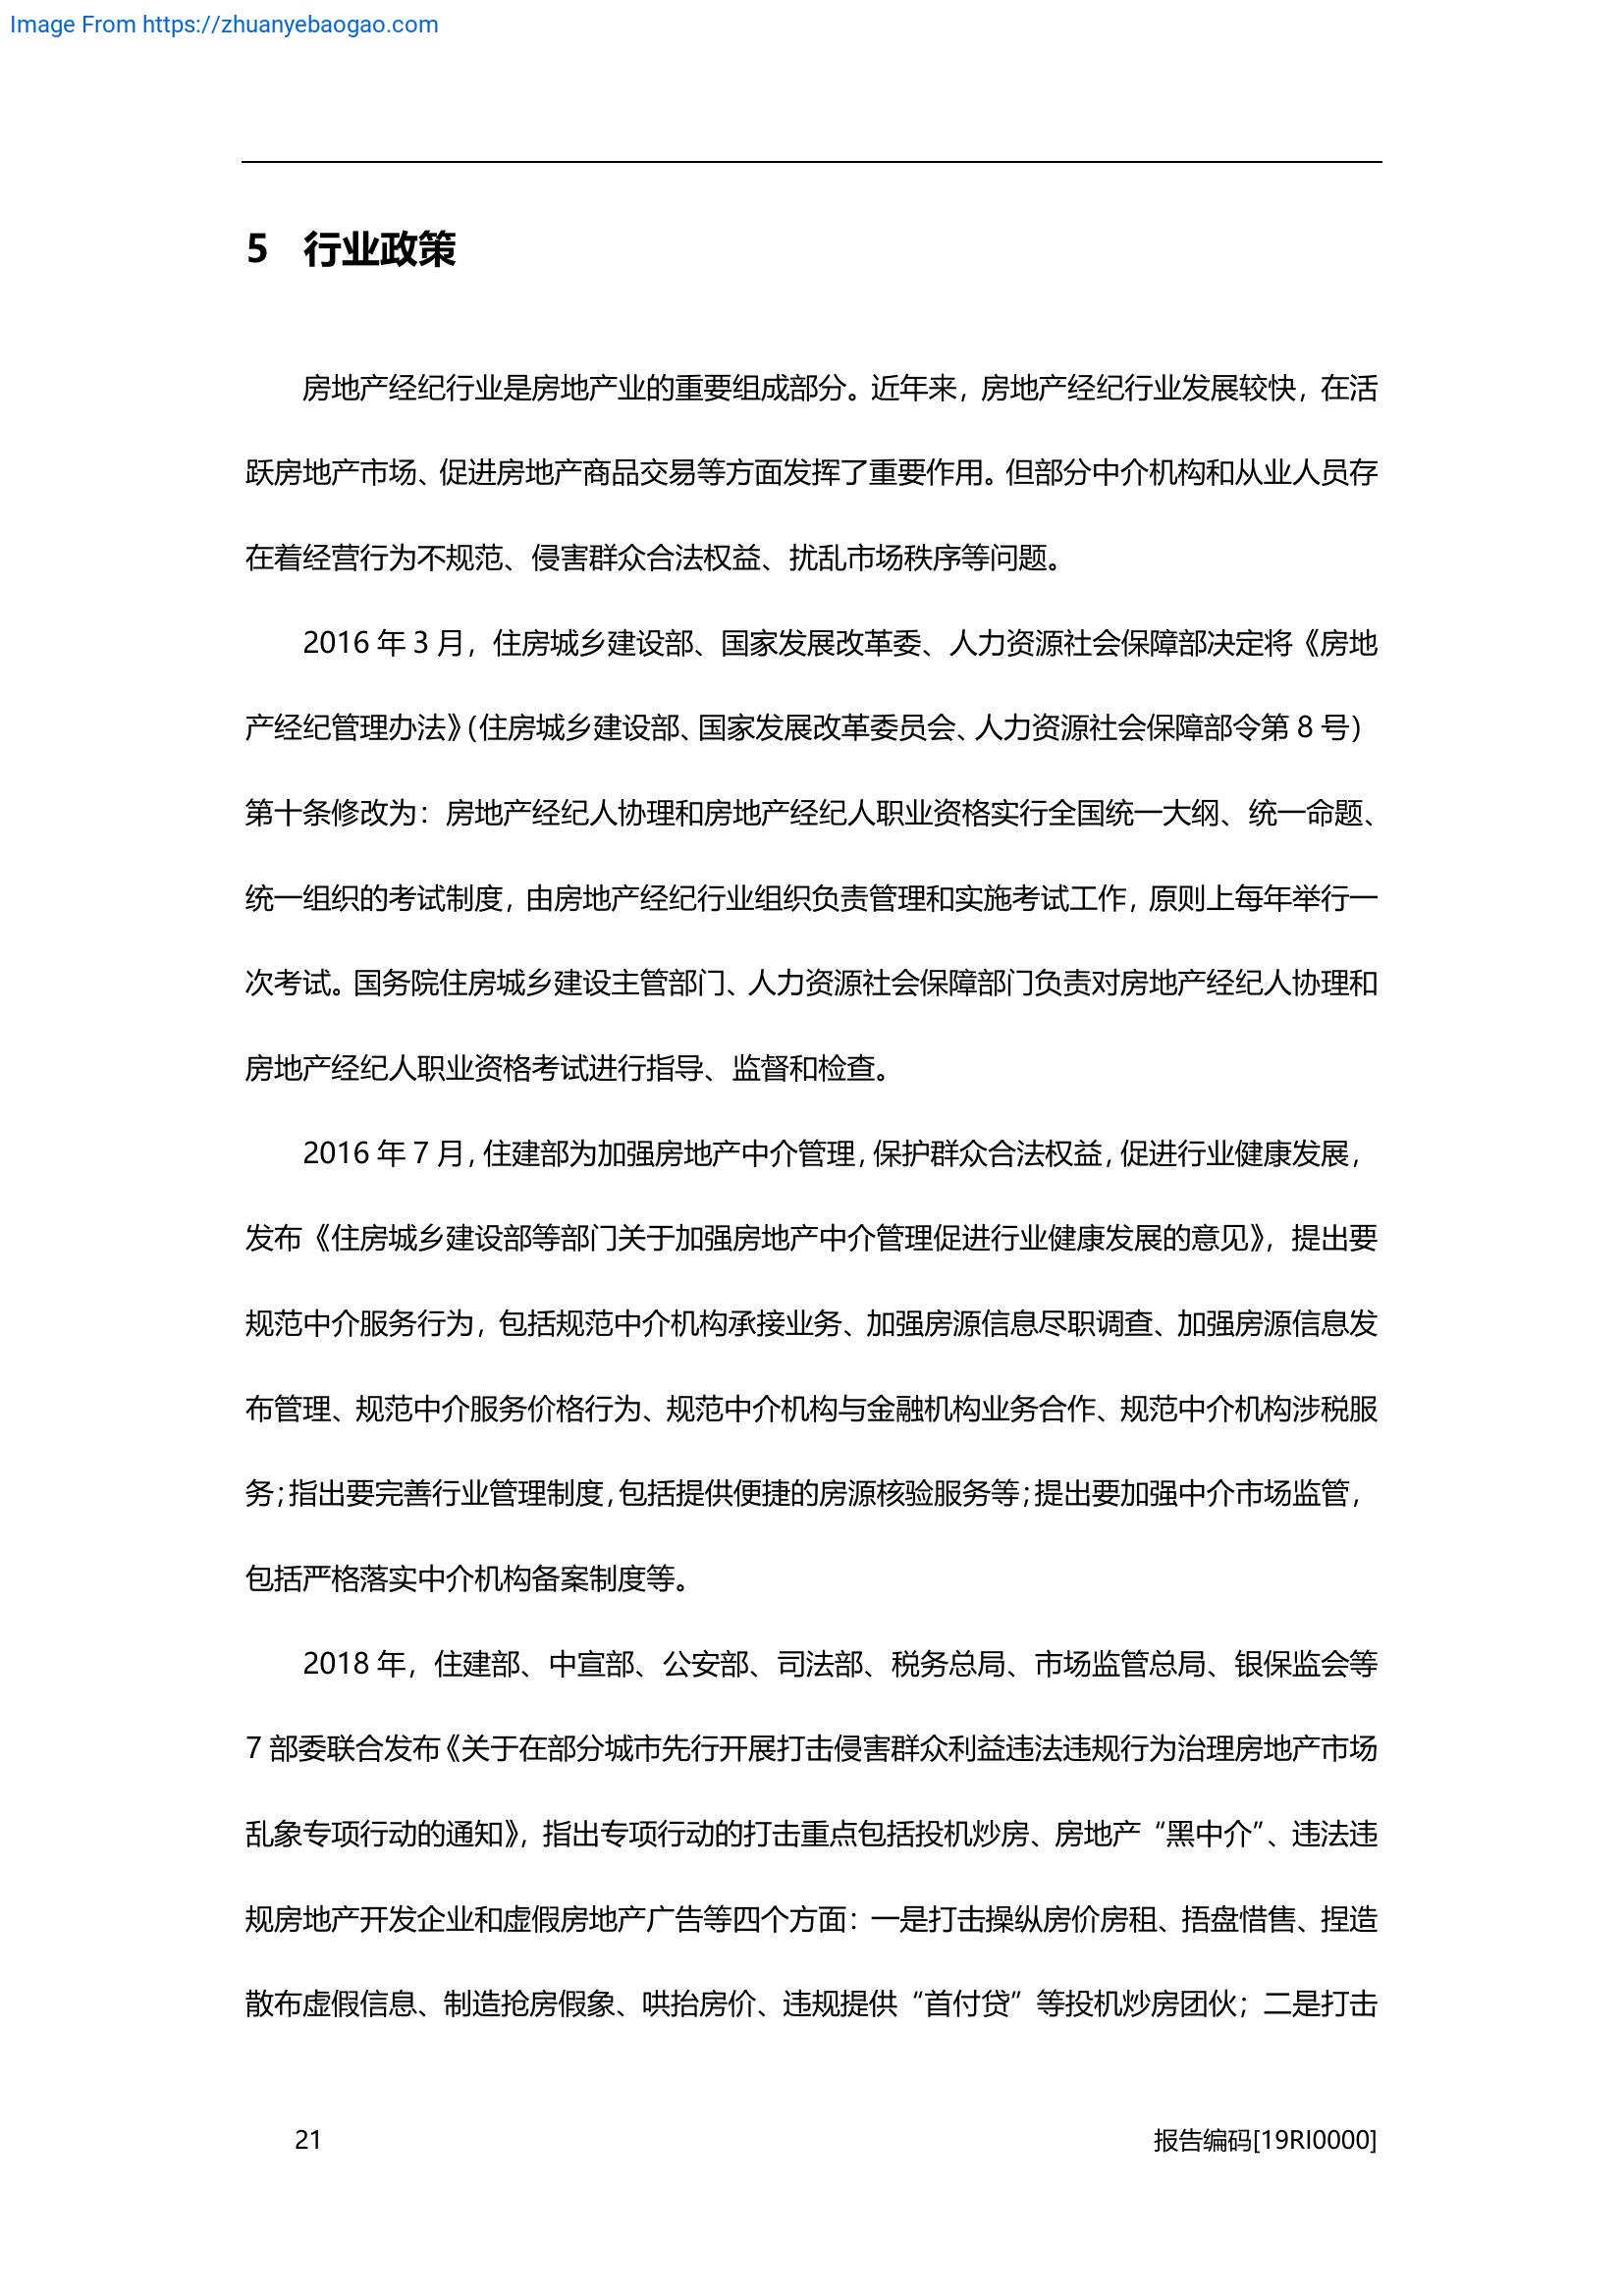 Image From https://zhuanyebaogao.com
5 行业政策
房地产经纪行业是房地产业的重要组成部分。近年来，房地产经纪行业发展较快，在活
跃房地产市场、促进房地产商品交易等方面发挥了重要作用。但部分中介机构和从业人员存
在着经营行为不规范、侵害群众合法权益、扰乱市场秩序等问题。
2016 年 3 月，住房城乡建设部、国家发展改革委、人力资源社会保障部决定将《房地
产经纪管理办法》（住房城乡建设部、国家发展改革委员会、人力资源社会保障部令第 8 号）
第十条修改为：房地产经纪人协理和房地产经纪人职业资格实行全国统一大纲、统一命题、
统一组织的考试制度，由房地产经纪行业组织负责管理和实施考试工作，原则上每年举行一
次考试。国务院住房城乡建设主管部门、人力资源社会保障部门负责对房地产经纪人协理和
房地产经纪人职业资格考试进行指导、监督和检查。
2016 年 7 月，住建部为加强房地产中介管理，保护群众合法权益，促进行业健康发展，
发布《住房城乡建设部等部门关于加强房地产中介管理促进行业健康发展的意见》，提出要
规范中介服务行为，包括规范中介机构承接业务、加强房源信息尽职调查、加强房源信息发
布管理、规范中介服务价格行为、规范中介机构与金融机构业务合作、规范中介机构涉税服
务；指出要完善行业管理制度，包括提供便捷的房源核验服务等；提出要加强中介市场监管，
包括严格落实中介机构备案制度等。
2018 年，住建部、中宣部、公安部、司法部、税务总局、市场监管总局、银保监会等
7 部委联合发布《关于在部分城市先行开展打击侵害群众利益违法违规行为治理房地产市场
乱象专项行动的通知》，指出专项行动的打击重点包括投机炒房、房地产“黑中介”、违法违
规房地产开发企业和虚假房地产广告等四个方面：一是打击操纵房价房租、捂盘惜售、捏造
散布虚假信息、制造抢房假象、哄抬房价、违规提供“首付贷”等投机炒房团伙；二是打击
21
报告编码[19RI0000]